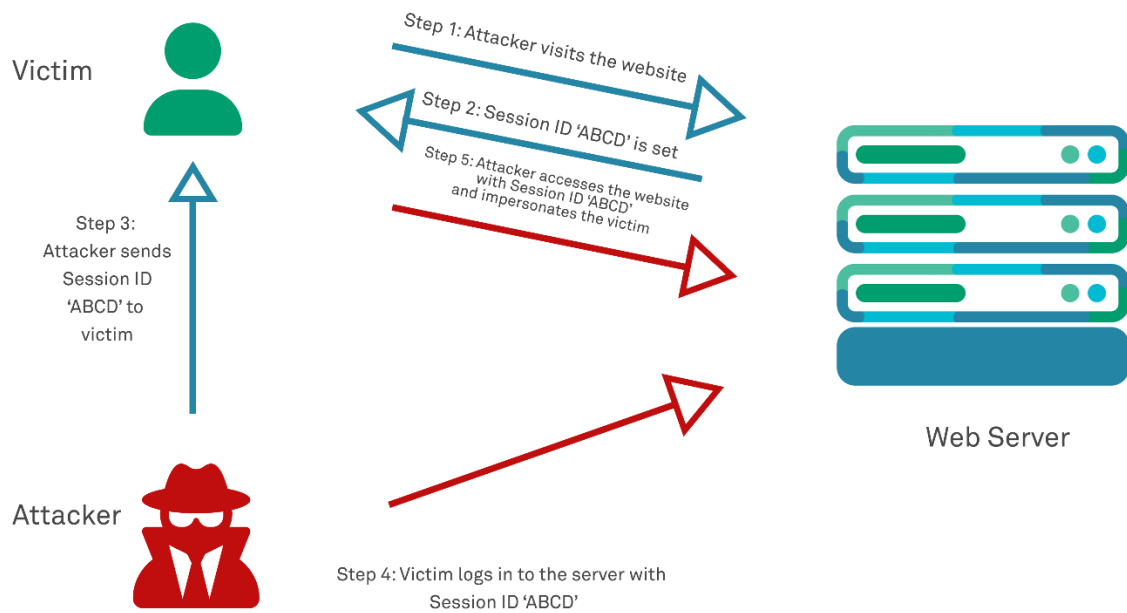 Victim
Step 1: Attacker visits the website
Step 2: Session ID ‘ABCD’ is set
Step 5: Attacker accesses the website
with Session ID ‘ABCD’
and impersonates the victim
Step 3:
Attacker sends
Session ID
‘ABCD’ to
victim
Web Server
Attacker
Step 4: Victim logs in to the server with
Session ID ‘ABCD’